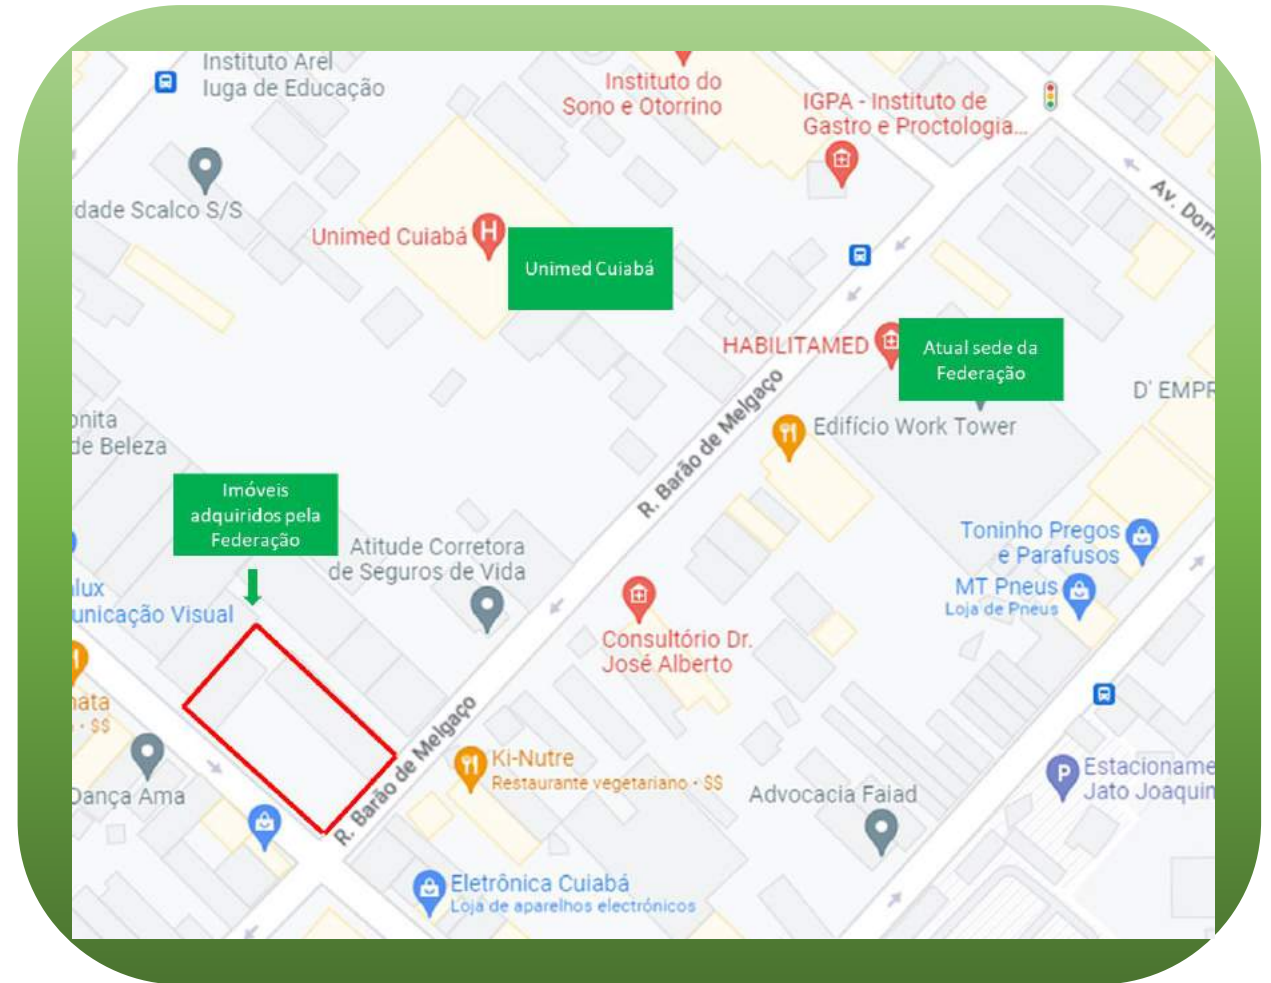 Instituto Arel
luga de Educação
Instituto do
Sono e Otorrino
IGPA - Instituto de
Gastro e Proctologia...
Av. Dom
dade Scalco S/S
Unimed Cuiabá
H
Unimed Cuiabá
HABILITAMED
Atual sede da
Federação
D' EMPR
R. Barão de Melgaço
Edifício Work Tower
onita
de Beleza
Imóveis
adquiridos pela
Federação
Atitude Corretora
de Seguros de Vida
Toninho Pregos
e Parafusos
MT Pneus
Loja de Pneus
lux
unicação Visual
Consultório Dr.
José Alberto
nata
· $$
R. Barão de Melgaço
Ki-Nutre
Restaurante vegetariano · $$
Dança Ama
Advocacia Faiad
P
Estacioname
Jato Joaquin
Eletrônica Cuiabá
Loja de aparelhos electrónicos